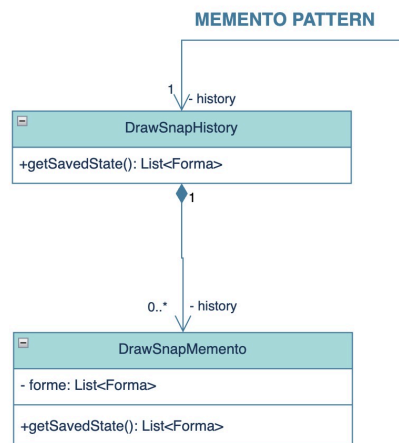 MEMENTO PATTERN
1
- history
DrawSnapHistory
+getSavedState(): List<Forma>
1
0..*
- history
DrawSnapMemento
- forme: List<Forma>
+getSavedState(): List<Forma>